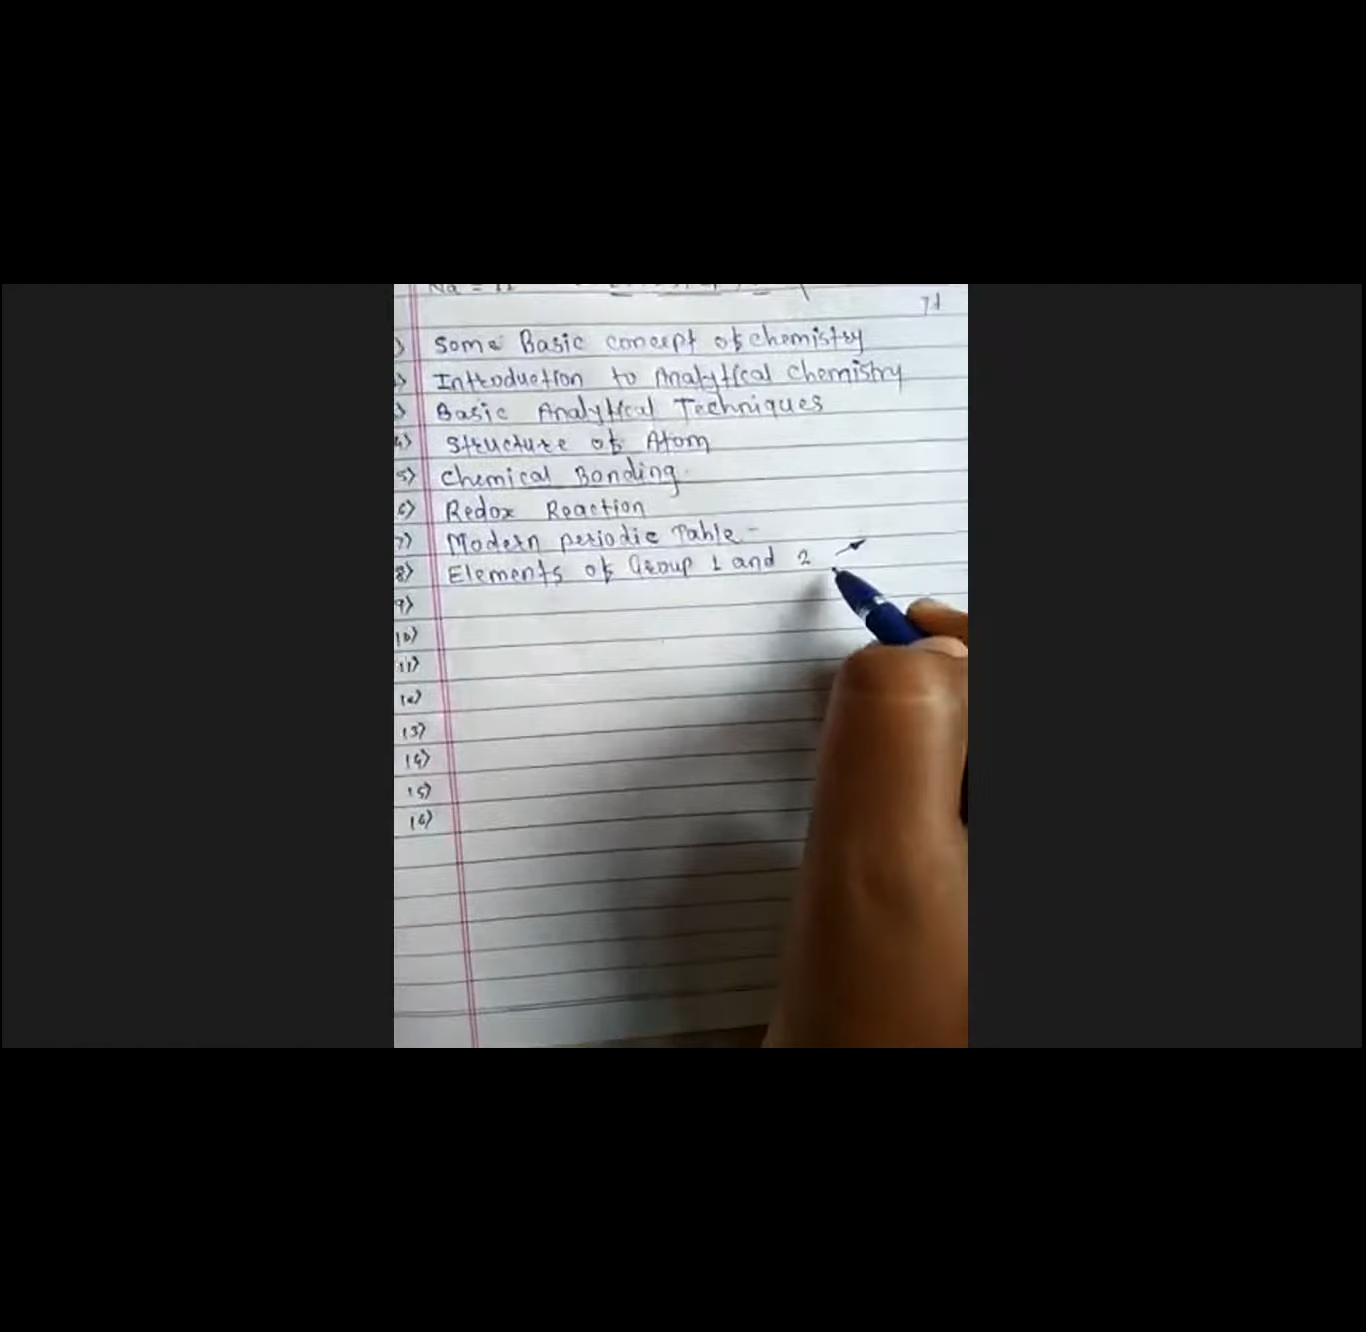 Some Basic concept of chemistry
Introduction to Analytical chemistry
Basic Analytical Techniques
4) Structure of Atom
5) Chemical Bonding
6) Redox Reaction
7) Modern periodic Table -
8) Elements of Group 1 and 2
9)
10)
11)
12)
13)
14)
15)
16)